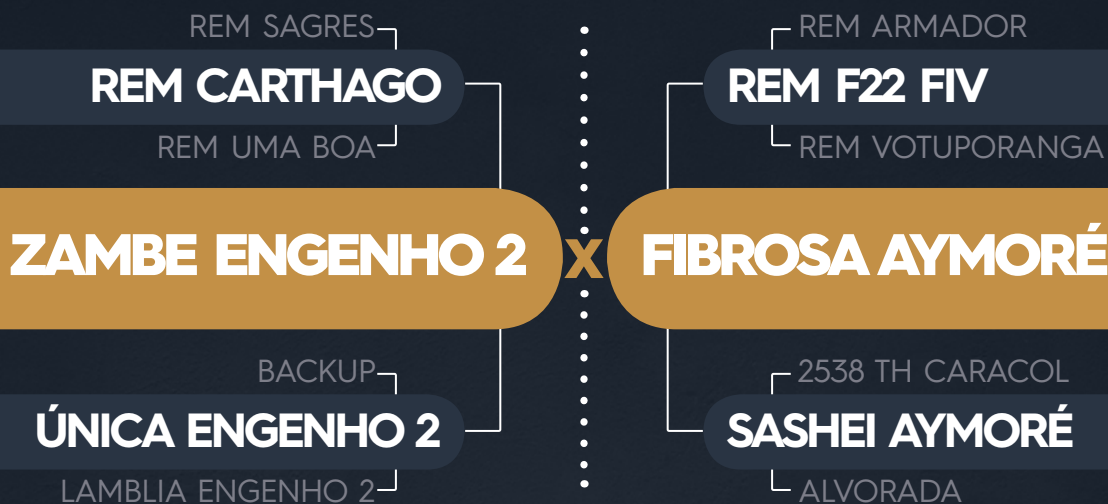 REM SAGRES
REM CARTHAGO
REM UMA BOA
ZAMBE ENGENHO 2
BACKUP
ÚNICA ENGENHO 2
LAMBLIA ENGENHO 2
X
REM ARMADOR
REM F22 FIV
REM VOTUPORANGA
FIBROSA AYMORÉ
2538 TH CARACOL
SASHEI AYMORÉ
ALVORADA